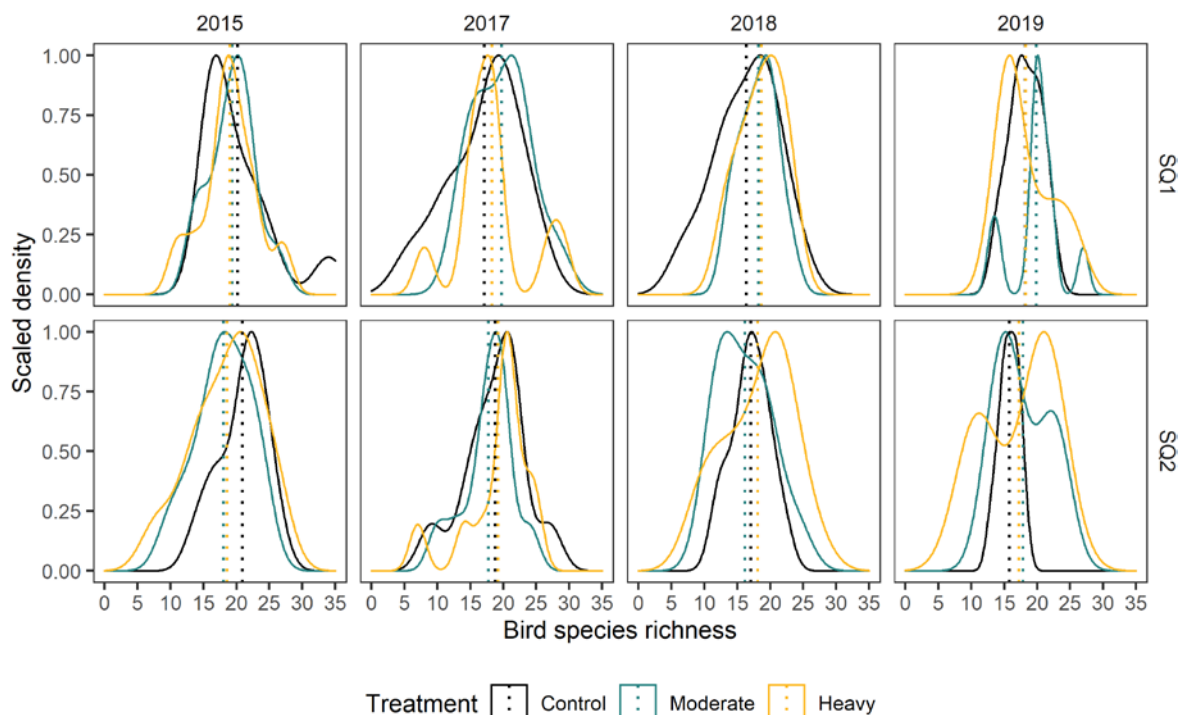 2015 2017 2018 2019
1.00
0.75
0.50
0.25
0.00
SQ1
Scaled density
1.00
0.75
0.50
0.25
0.00
SQ2
0 5 10 15 20 25 30 35 0 5 10 15 20 25 30 35 0 5 10 15 20 25 30 35 0 5 10 15 20 25 30 35
Bird species richness
Treatment Control Moderate Heavy